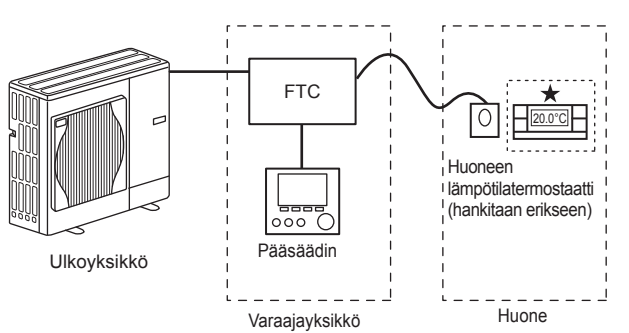 FTC
★
20.0°C
Huoneen
lämpötilatermostaatti
(hankitaan erikseen)
Pääsäädin
Ulkoyksikkö
Varaajayksikkö
Huone